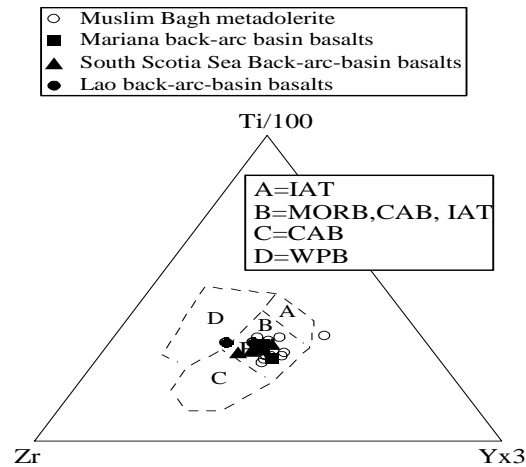 Muslim Bagh metadolerite
Mariana back-arc basin basalts
South Scotia Sea Back-arc-basin basalts
Lao back-arc-basin basalts
Ti/100
A=IAT
B=MORB,CAB, IAT
C=CAB
D=WPB
A
D
B
C
Zr
Yx3